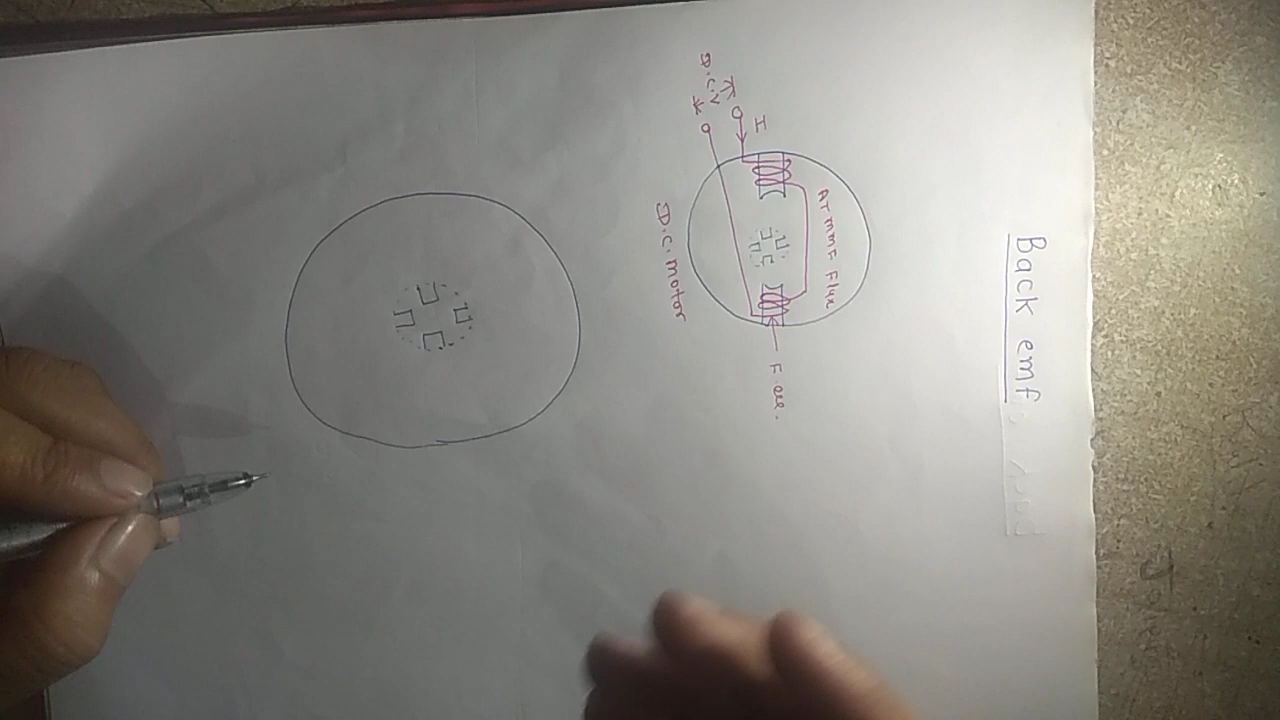 Back emf
AT mmF Flux
I
D.C.V
F
D.C. motor